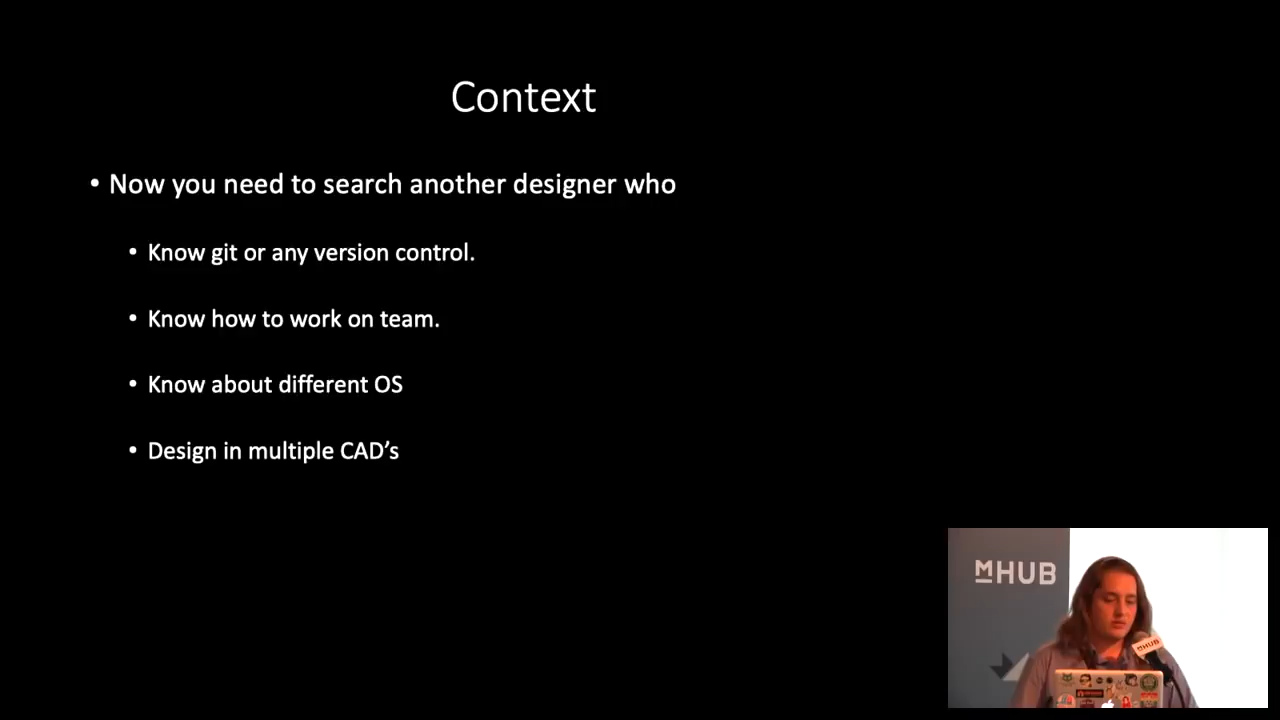 Context
• Now you need to search another designer who
• Know git or any version control.
• Know how to work on team.
• Know about different OS
• Design in multiple CAD’s
MHUB
MHUB